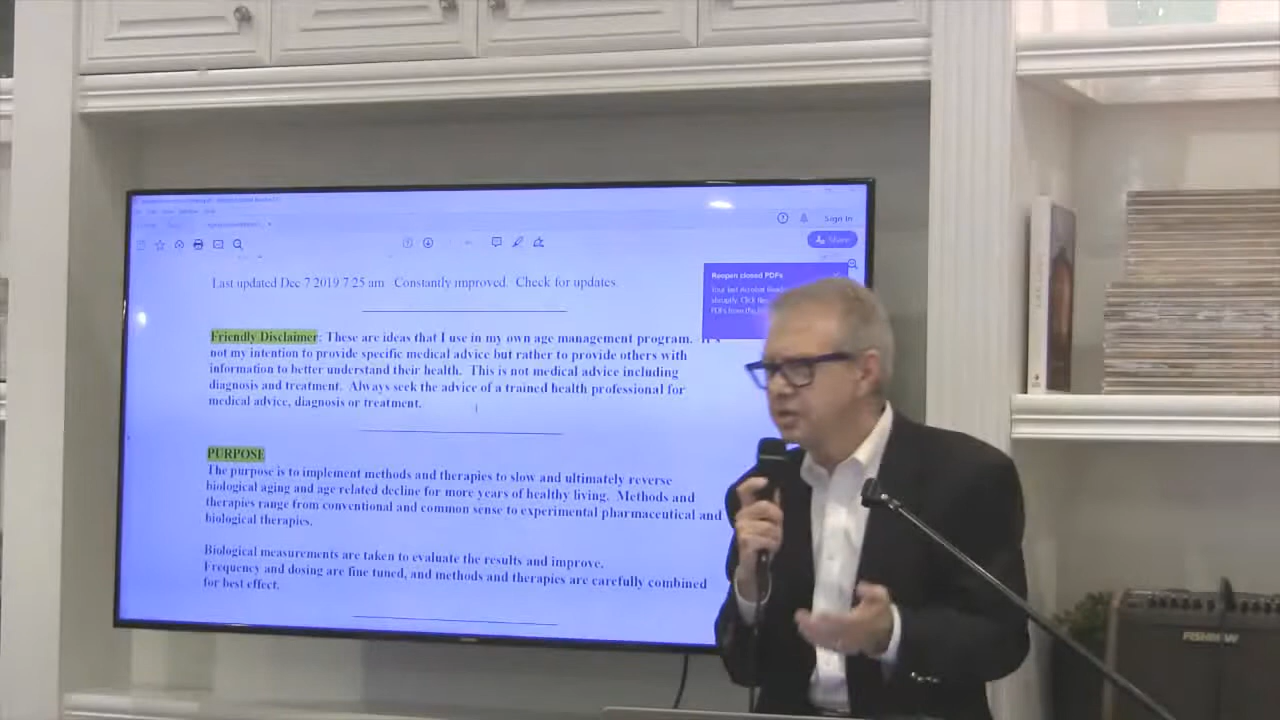 Sign In
Share
Reopen closed PDFs
Last updated Dec 7 2019 7 25 am Constantly improved. Check for updates.
Friendly Disclaimer: These are ideas that I use in my own age management program. It's
not my intention to provide specific medical advice but rather to provide others with
information to better understand their health. This is not medical advice including
diagnosis and treatment. Always seek the advice of a trained health professional for
medical advice, diagnosis or treatment.
PURPOSE
The purpose is to implement methods and therapies to slow and ultimately reverse
biological aging and age related decline for more years of healthy living. Methods and
therapies range from conventional and common sense to experimental pharmaceutical and
biological therapies.
Biological measurements are taken to evaluate the results and improve.
Frequency and dosing are fine tuned, and methods and therapies are carefully combined
for best effect.
FISHMAN